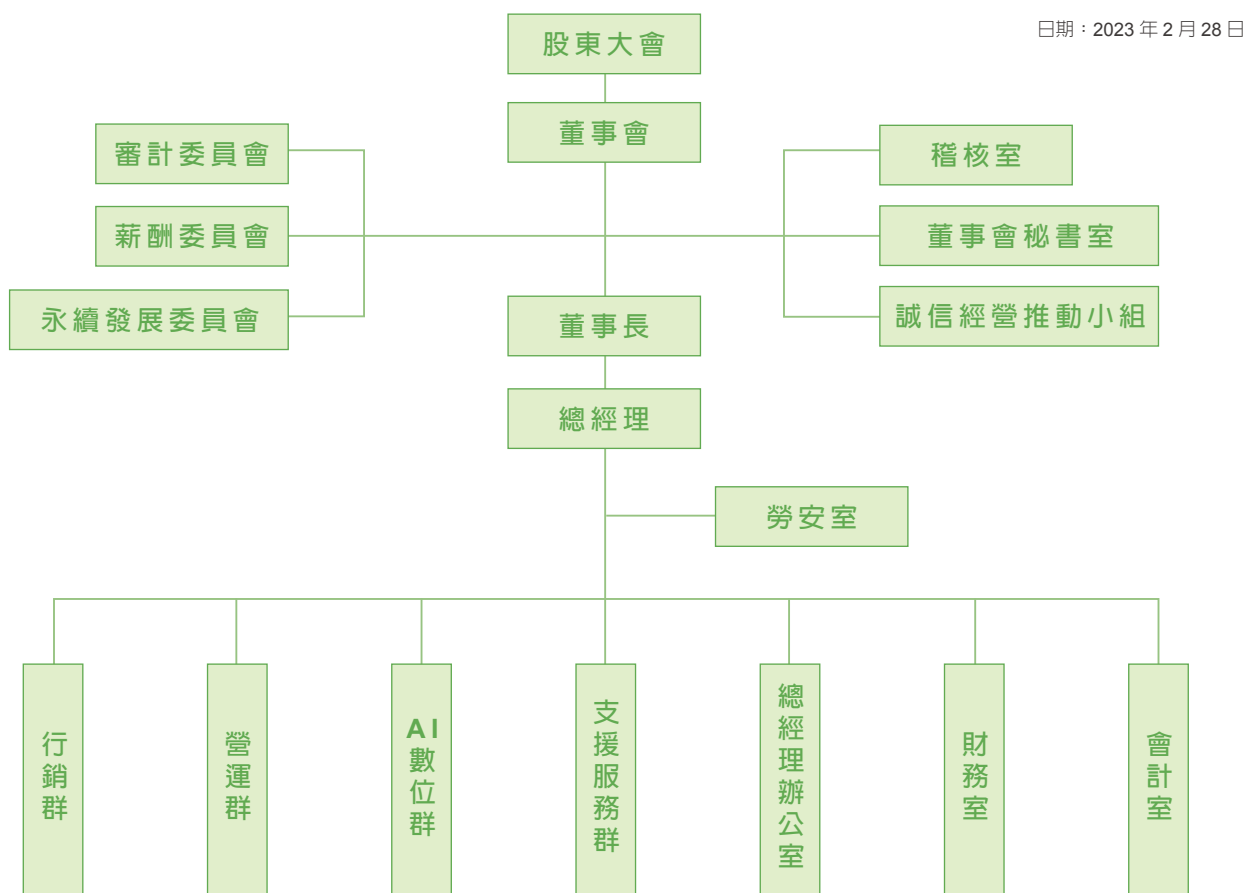 日期：2023 年 2 月 28 日
股東大會
董事會
審計委員會
薪酬委員會
永續發展委員會
稽核室
董事會秘書室
誠信經營推動小組
董事長
總經理
勞安室
行銷群
營運群
AI數位群
支援服務群
總經理辦公室
財務室
會計室